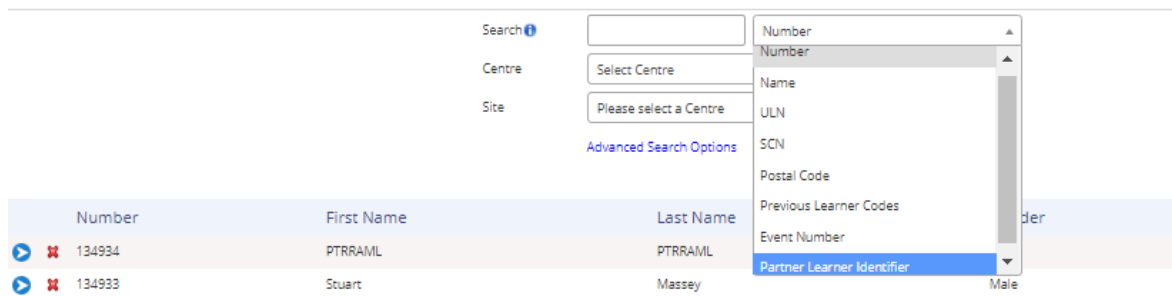 Search
Number
Number
Name
ULN
SCN
Postal Code
Previous Learner Codes
Event Number
Partner Learner Identifier
Centre
Select Centre
Site
Please select a Centre
Advanced Search Options
Number First Name Last Name der
134934 PTRRAML PTRRAML
134933 Stuart Massey Male